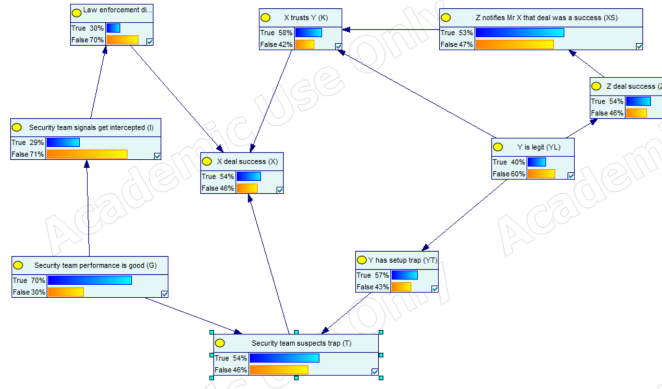 Law enforcement di...
True 30%
False 70%
X trusts Y (K)
True 58%
False 42%
Z notifies Mr X that deal was a success (XS)
True 53%
False 47%
Z deal success (Z
True 54%
False 46%
Security team signals get intercepted (I)
True 29%
False 71%
X deal success (X)
True 54%
False 46%
Y is legit (YL)
True 40%
False 60%
Security team performance is good (G)
True 70%
False 30%
Y has setup trap (YT)
True 57%
False 43%
Security team suspects trap (T)
True 54%
False 46%
Academic Use Only
Academ
Only